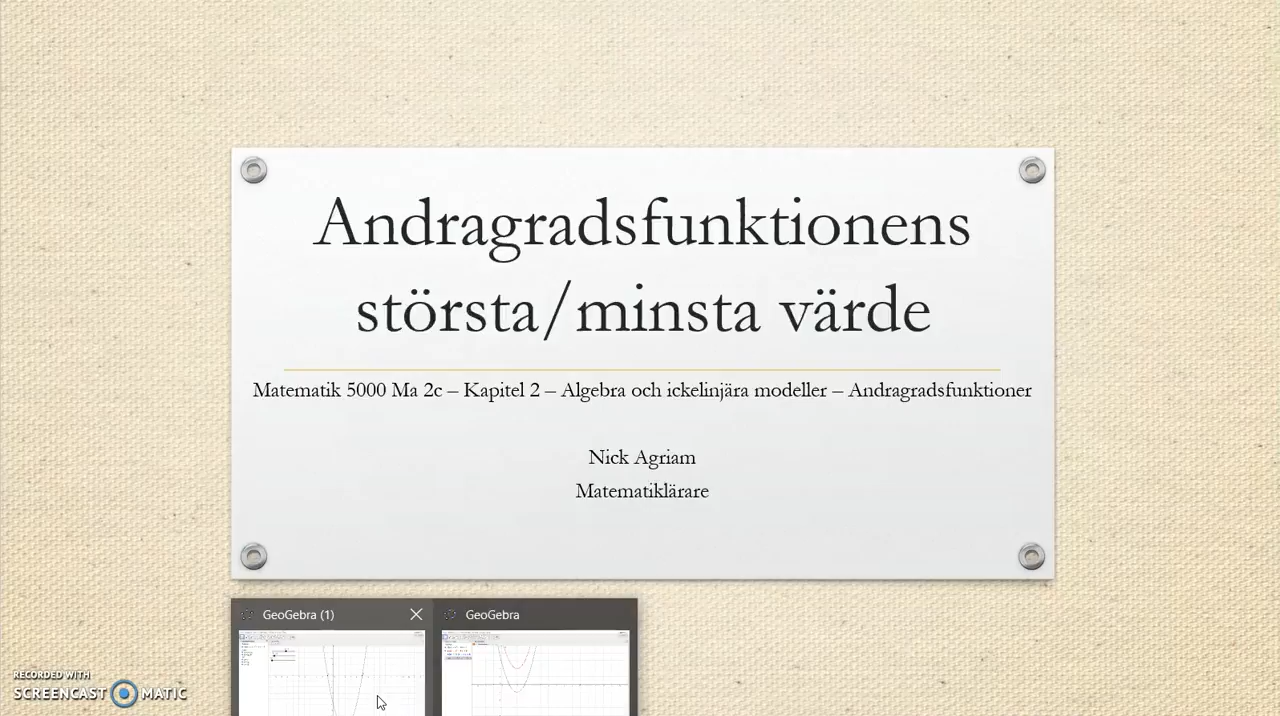 Andragradsfunktionens
största/minsta värde
Matematik 5000 Ma 2c – Kapitel 2 – Algebra och ickelinjära modeller – Andragradsfunktioner
Nick Agriam
Matematiklärare
GeoGebra (1)
GeoGebra
RECORDED WITH
SCREENCAST MATIC